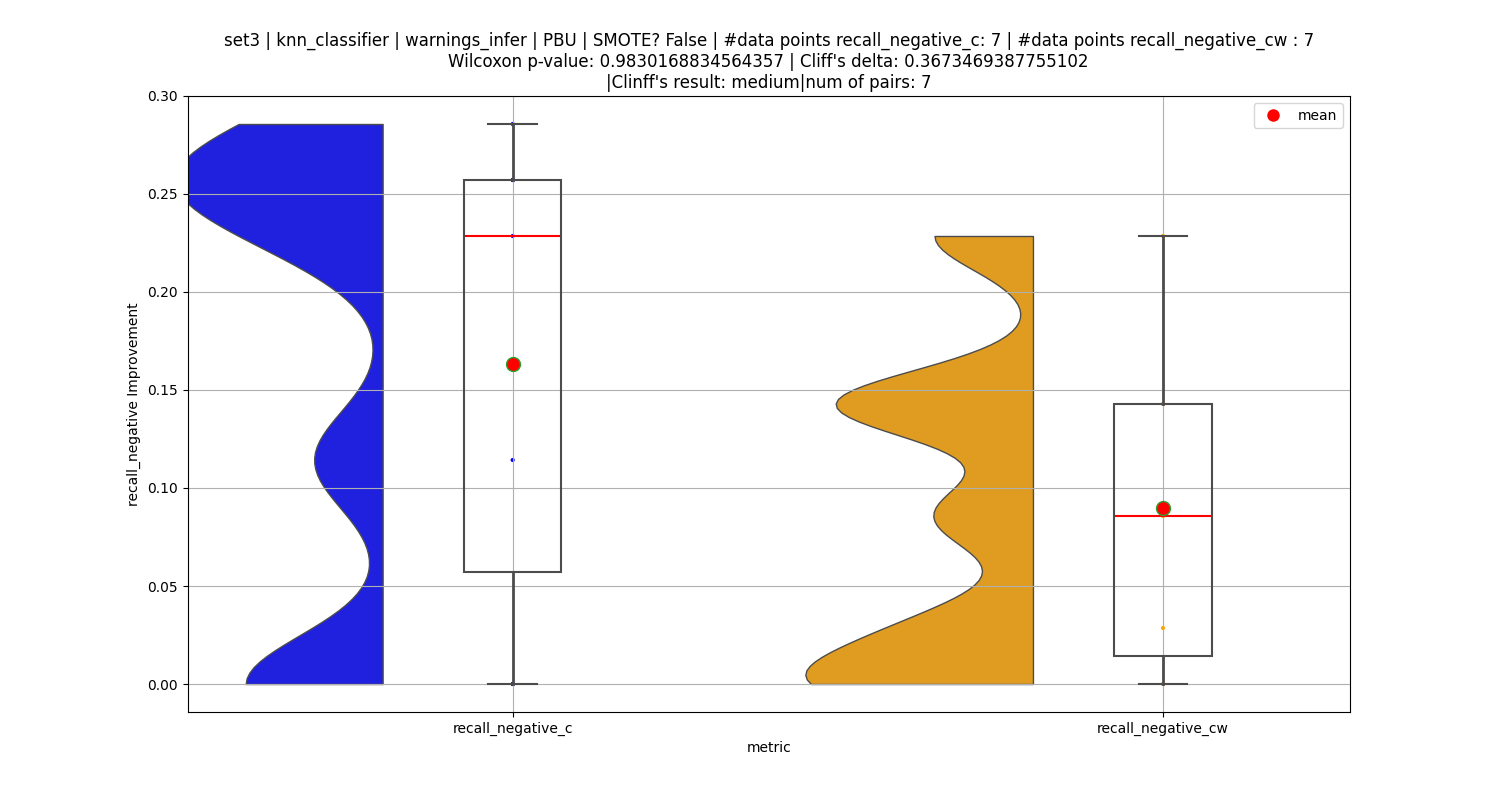 set3 | knn_classifier | warnings_infer | PBU | SMOTE? False | #data points recall_negative_c: 7 | #data points recall_negative_cw : 7
Wilcoxon p-value: 0.9830168834564357 | Cliff's delta: 0.3673469387755102
|Clinff's result: medium|num of pairs: 7
mean
0.30
0.25
0.20
0.15
0.10
0.05
0.00
recall_negative Improvement
recall_negative_c
recall_negative_cw
metric